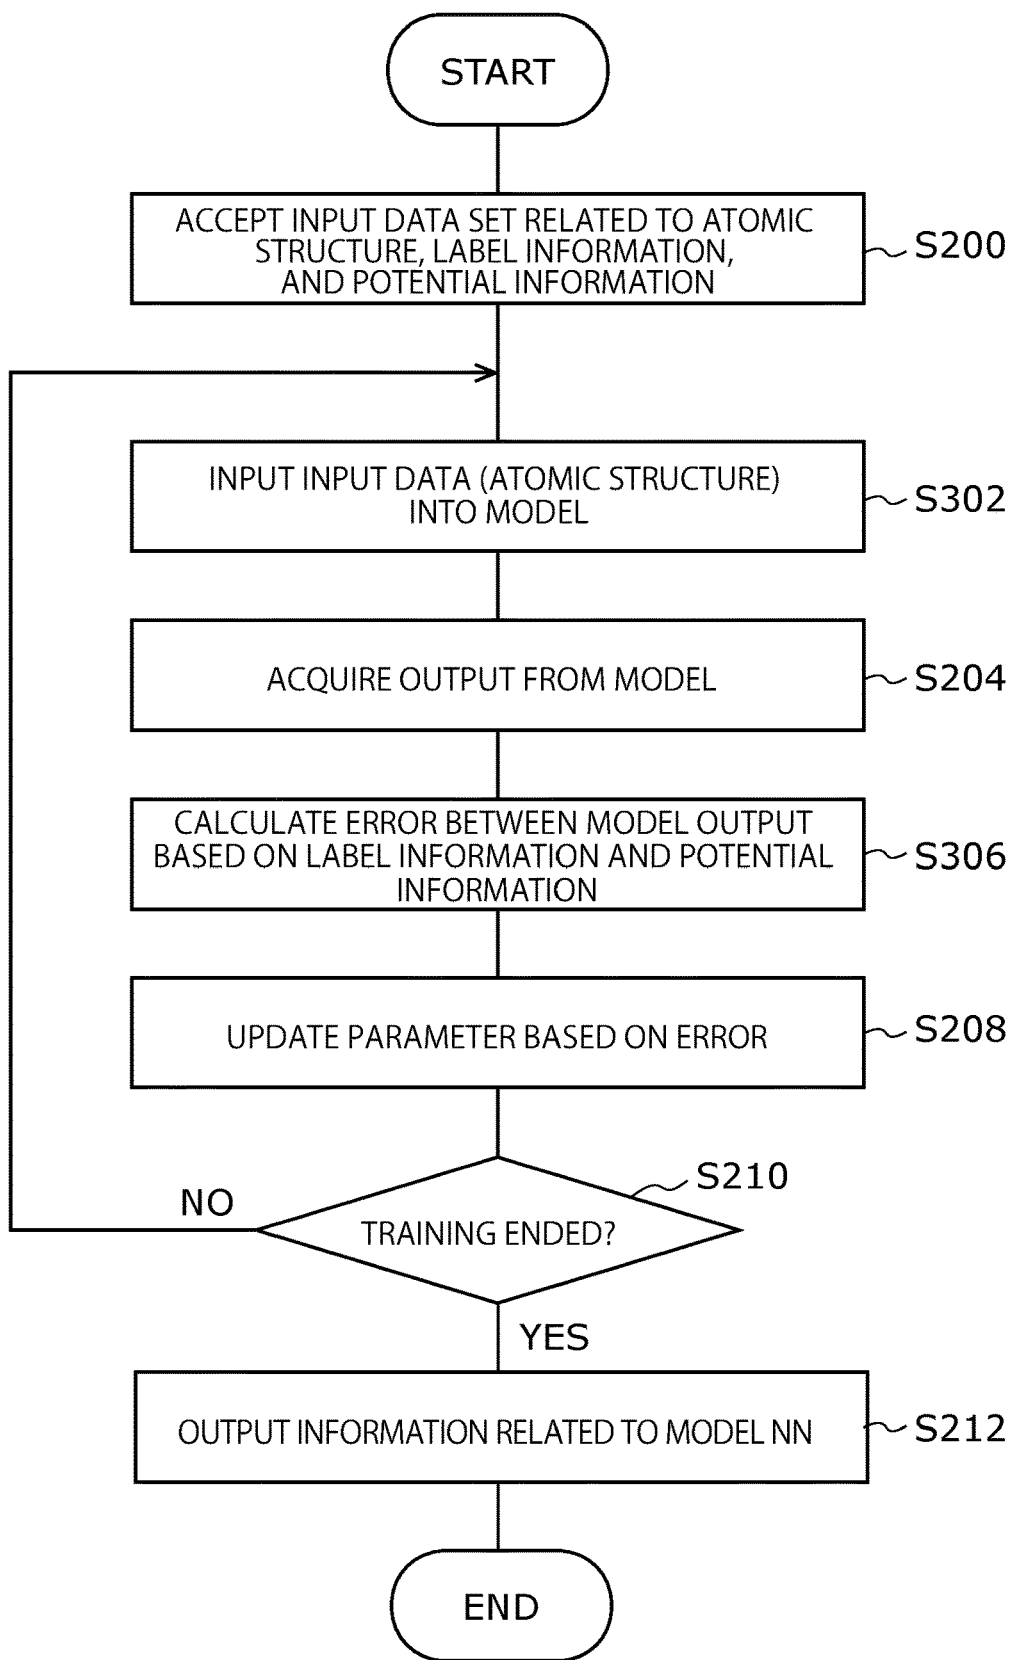 START
ACCEPT INPUT DATA SET RELATED TO ATOMIC
STRUCTURE, LABEL INFORMATION,
AND POTENTIAL INFORMATION
S200
INPUT INPUT DATA (ATOMIC STRUCTURE)
INTO MODEL
S302
ACQUIRE OUTPUT FROM MODEL
S204
CALCULATE ERROR BETWEEN MODEL OUTPUT
BASED ON LABEL INFORMATION AND POTENTIAL
INFORMATION
S306
UPDATE PARAMETER BASED ON ERROR
S208
S210
NO
TRAINING ENDED?
YES
OUTPUT INFORMATION RELATED TO MODEL NN
S212
END